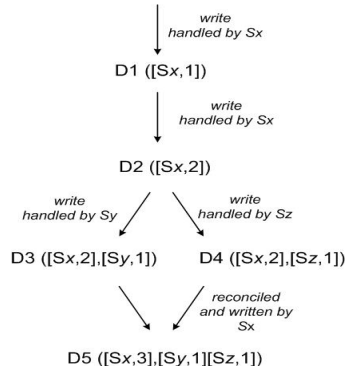 write
handled by Sx
D1 ([Sx,1])
write
handled by Sx
D2 ([Sx,2])
write
handled by Sy
write
handled by Sz
D3 ([Sx,2],[Sy,1])
D4 ([Sx,2],[Sz,1])
reconciled
and written by
Sx
D5 ([Sx,3],[Sy,1][Sz,1])